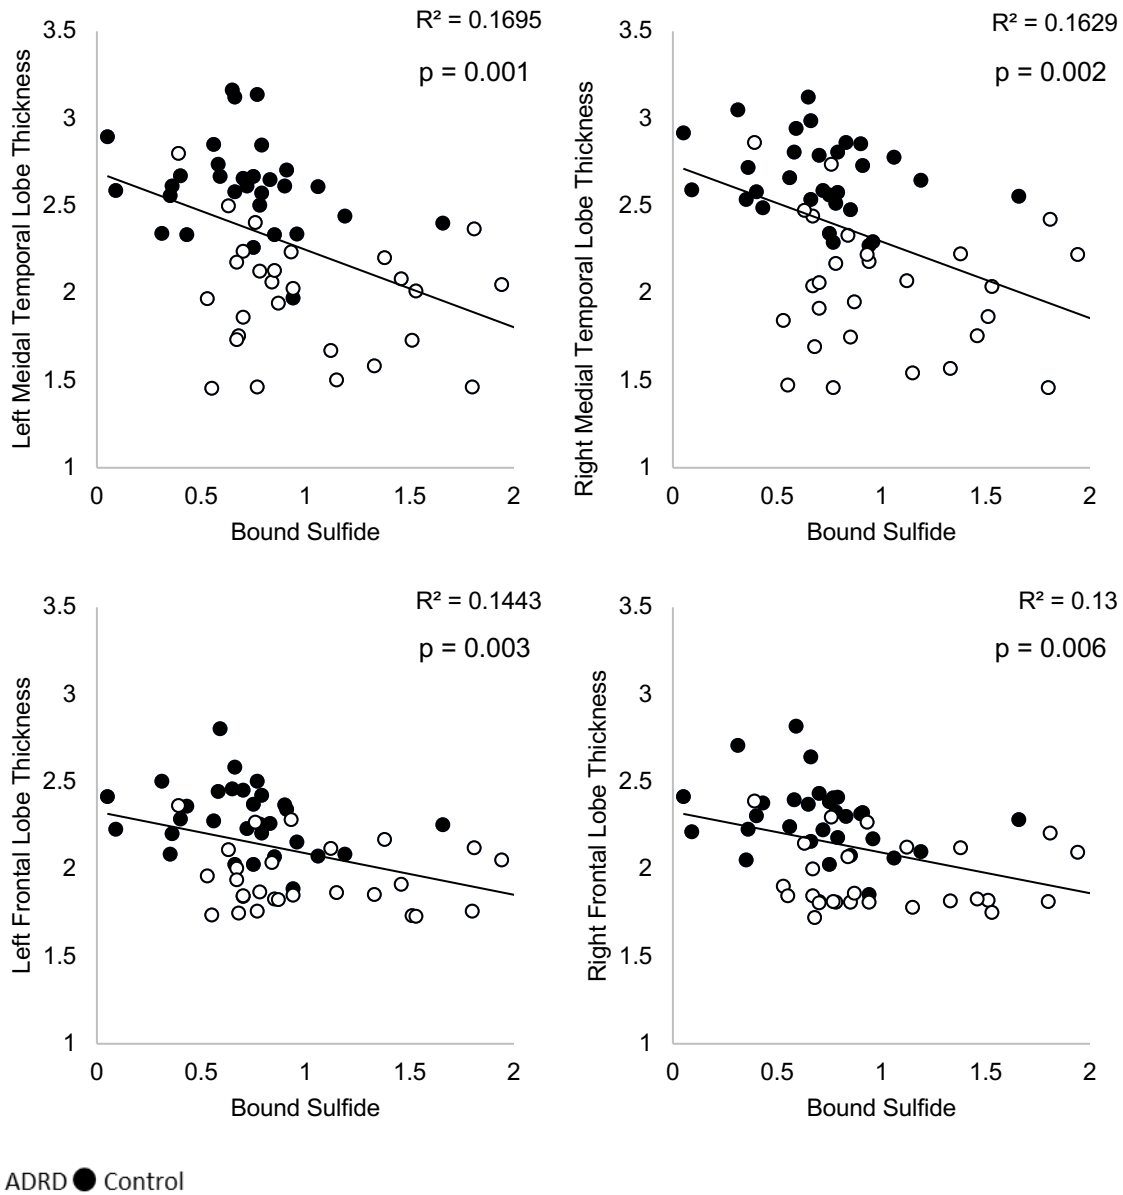 R² = 0.1695
p = 0.001
Left Meidal Temporal Lobe Thickness
3.5
3
2.5
2
1.5
1
0 0.5 1 1.5 2
Bound Sulfide
R² = 0.1629
p = 0.002
Right Medial Temporal Lobe Thickness
3.5
3
2.5
2
1.5
1
0 0.5 1 1.5 2
Bound Sulfide
R² = 0.1443
p = 0.003
Left Frontal Lobe Thickness
3.5
3
2.5
2
1.5
1
0 0.5 1 1.5 2
Bound Sulfide
R² = 0.13
p = 0.006
Right Frontal Lobe Thickness
3.5
3
2.5
2
1.5
1
0 0.5 1 1.5 2
Bound Sulfide
ADRD Control